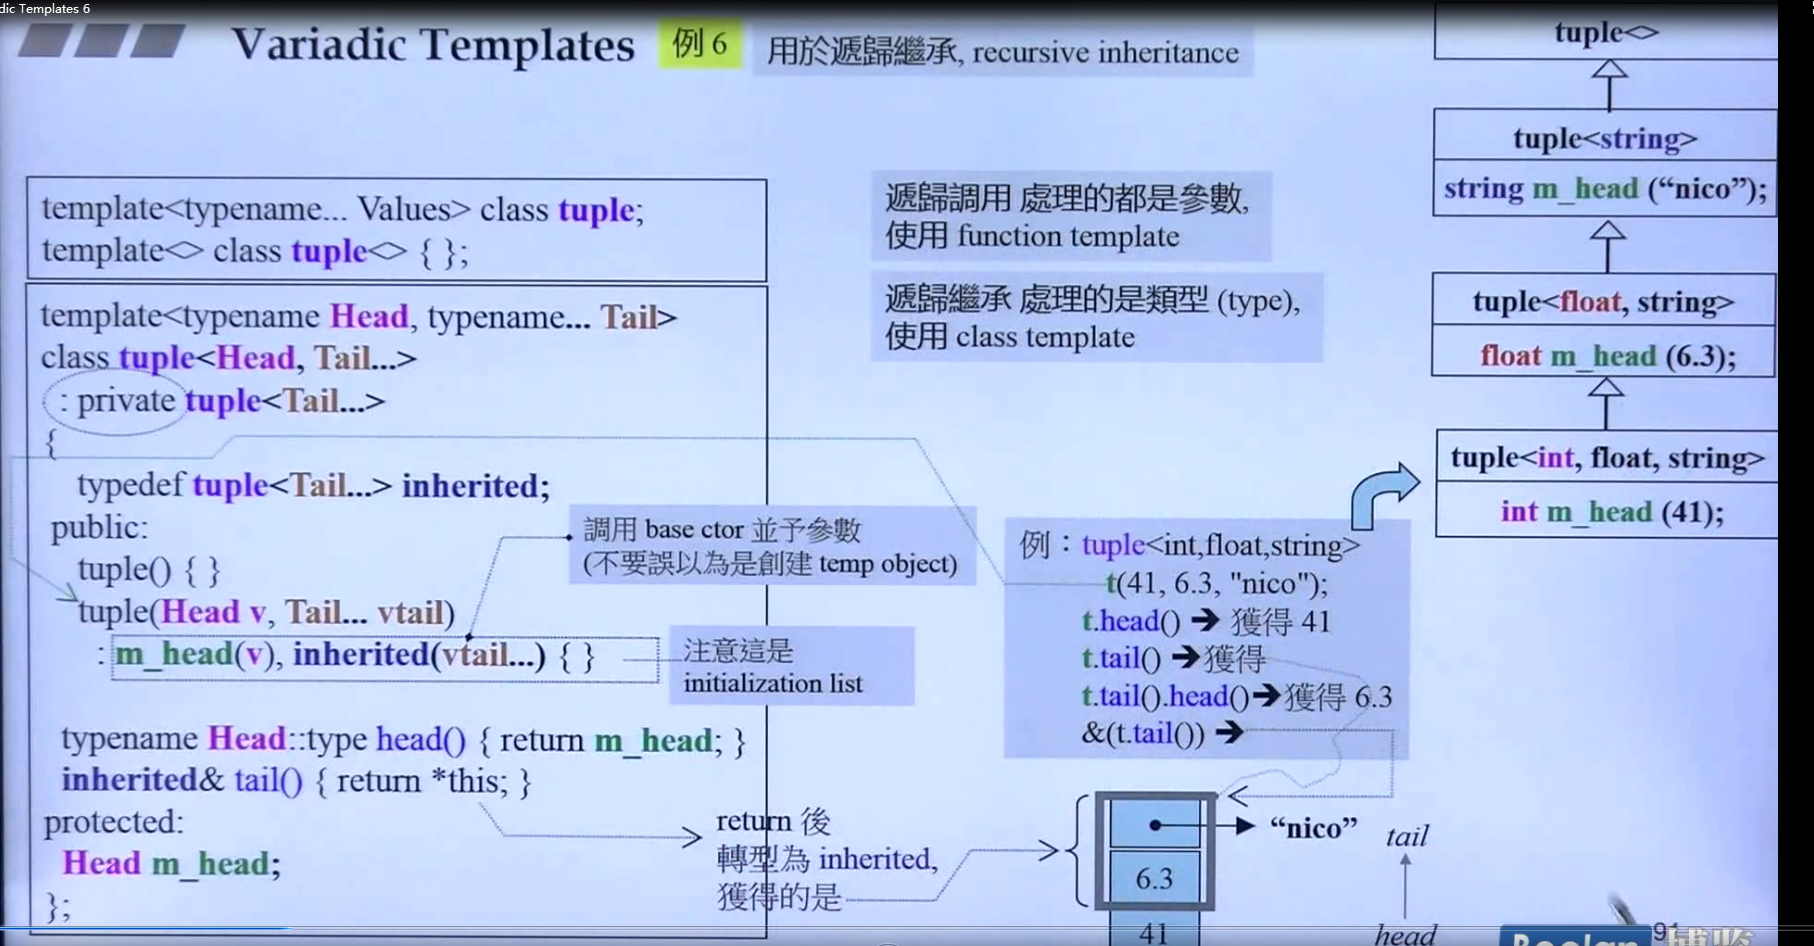 dic Templates 6
Variadic Templates
例 6
用於遞歸繼承, recursive inheritance
template<typename... Values> class tuple;
template<> class tuple<> { };
template<typename Head, typename... Tail>
class tuple<Head, Tail...>
: private tuple<Tail...>
{
typedef tuple<Tail...> inherited;
public:
tuple() { }
tuple(Head v, Tail... vtail)
: m_head(v), inherited(vtail...) { }
typename Head::type head() { return m_head; }
inherited& tail() { return *this; }
protected:
Head m_head;
};
調用 base ctor 並予參數
(不要誤以為是創建 temp object)
注意這是
initialization list
return 後
轉型為 inherited,
獲得的是
遞歸調用 處理的都是參數,
使用 function template
遞歸繼承 處理的是類型 (type),
使用 class template
例：tuple<int,float,string>
t(41, 6.3, "nico");
t.head() ➔ 獲得 41
t.tail() ➔獲得
t.tail().head()➔獲得 6.3
&(t.tail()) ➔
“nico”
6.3
41
tail
head
tuple<>
tuple<string>
string m_head (“nico”);
tuple<float, string>
float m_head (6.3);
tuple<int, float, string>
int m_head (41);
Boolan
博覽
91